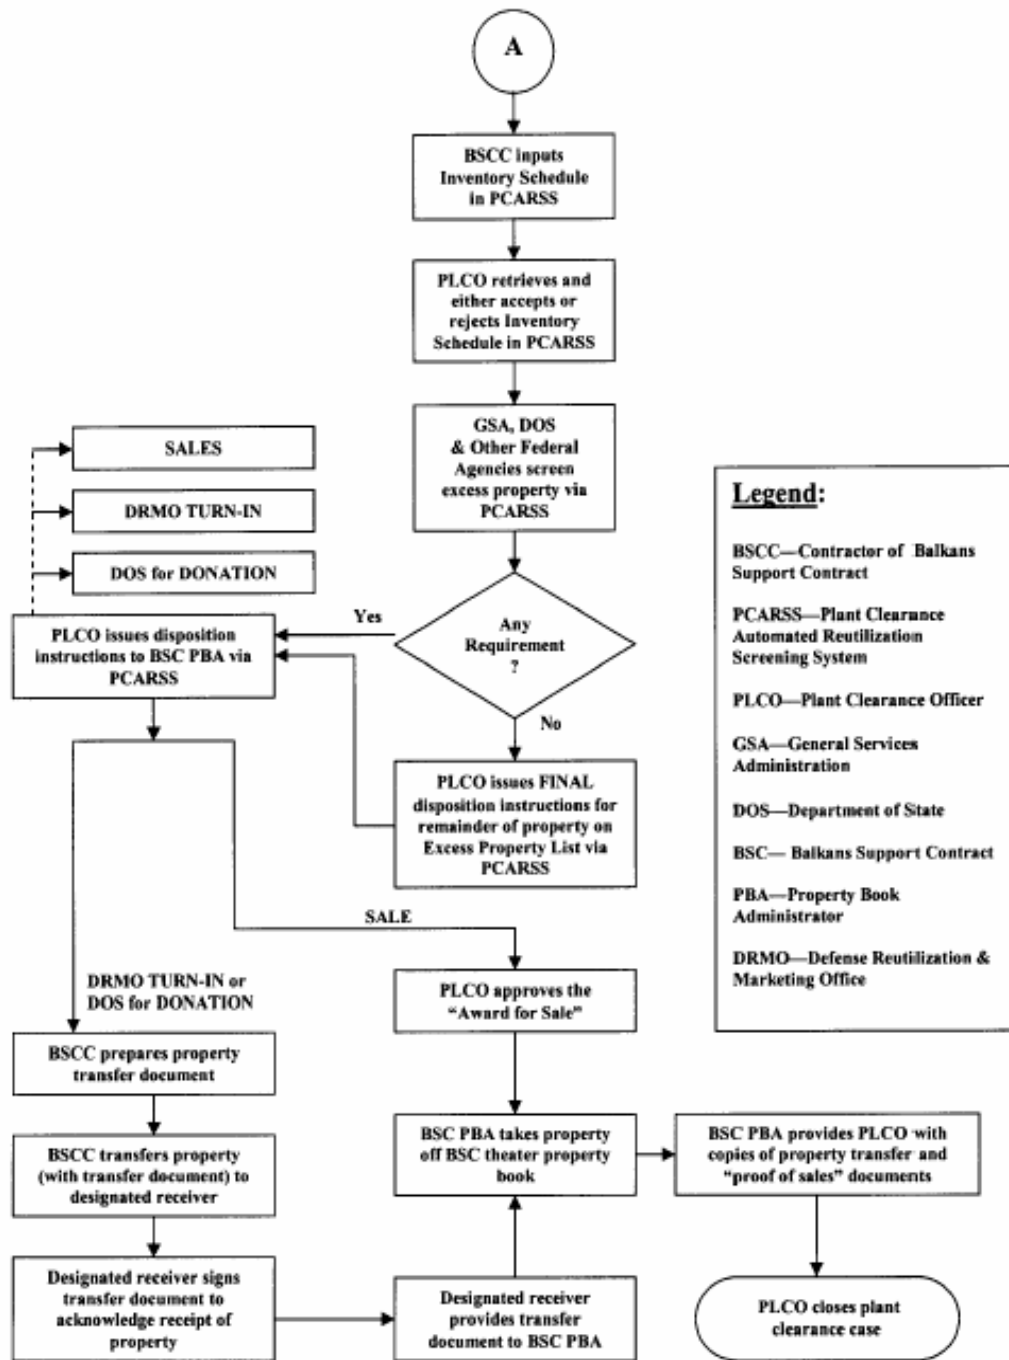 A
BSCC inputs
Inventory Schedule
in PCARSS
PLCO retrieves and
either accepts or
rejects Inventory
Schedule in PCARSS
GSA, DOS
& Other Federal
Agencies screen
excess property via
PCARSS
SALES
DRMO TURN-IN
DOS for DONATION
PLCO issues disposition
instructions to BSC PBA via
PCARSS
Yes
Any
Requirement
?
No
PLCO issues FINAL
disposition instructions for
remainder of property on
Excess Property List via
PCARSS
SALE
DRMO TURN-IN or
DOS for DONATION
PLCO approves the
“Award for Sale”
BSCC prepares property
transfer document
BSCC transfers property
(with transfer document) to
designated receiver
BSC PBA takes property
off BSC theater property
book
BSC PBA provides PLCO with
copies of property transfer and
“proof of sales” documents
Designated receiver signs
transfer document to
acknowledge receipt of
property
Designated receiver
provides transfer
document to BSC PBA
PLCO closes plant
clearance case
Legend:
BSCC—Contractor of Balkans
Support Contract
PCARSS—Plant Clearance
Automated Reutilization
Screening System
PLCO—Plant Clearance Officer
GSA—General Services
Administration
DOS—Department of State
BSC— Balkans Support Contract
PBA—Property Book
Administrator
DRMO—Defense Reutilization &
Marketing Office